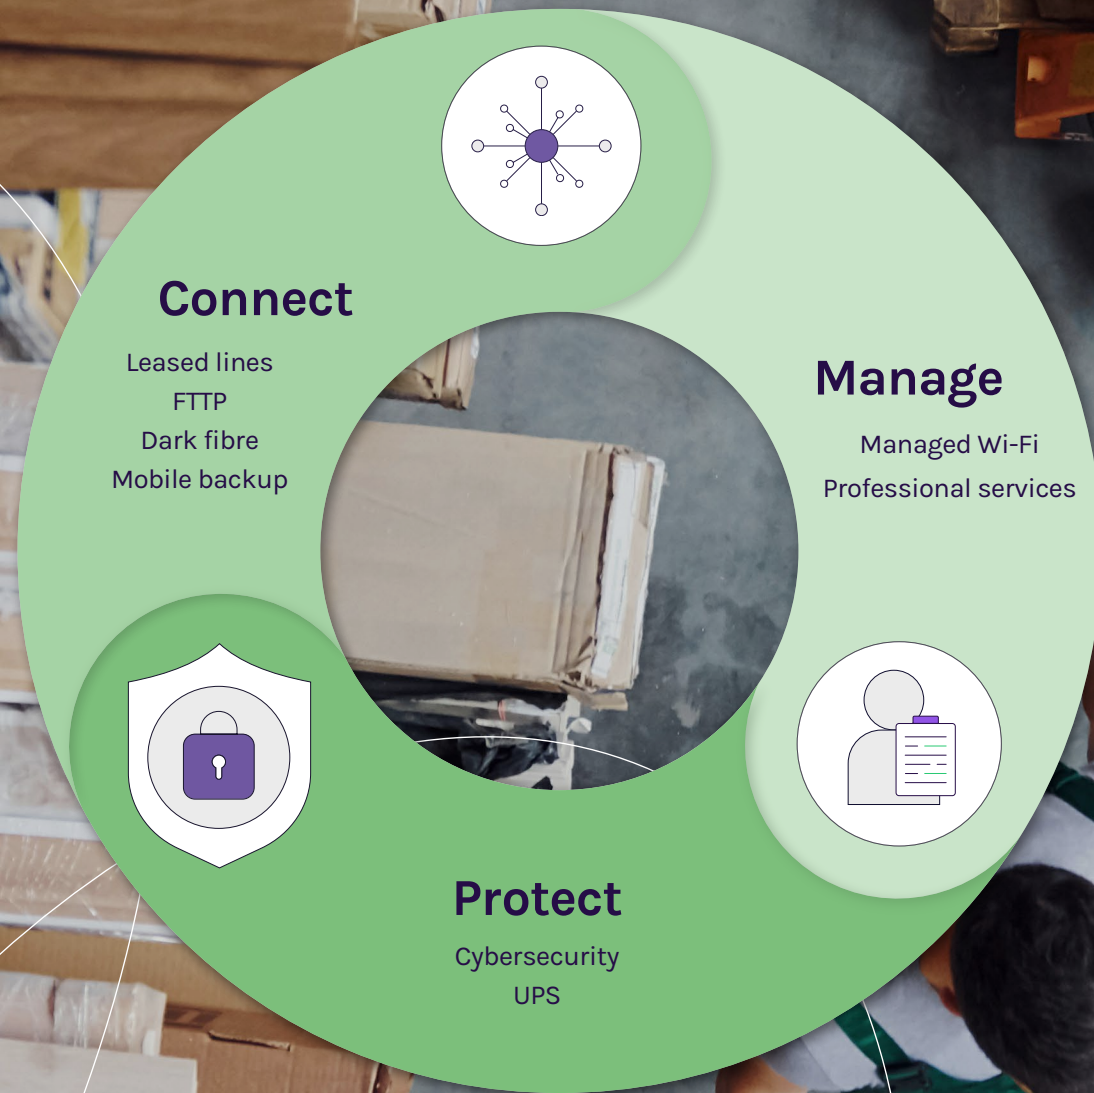 Connect
Leased lines
FTTP
Dark fibre
Mobile backup
Manage
Managed Wi-Fi
Professional services
Protect
Cybersecurity
UPS